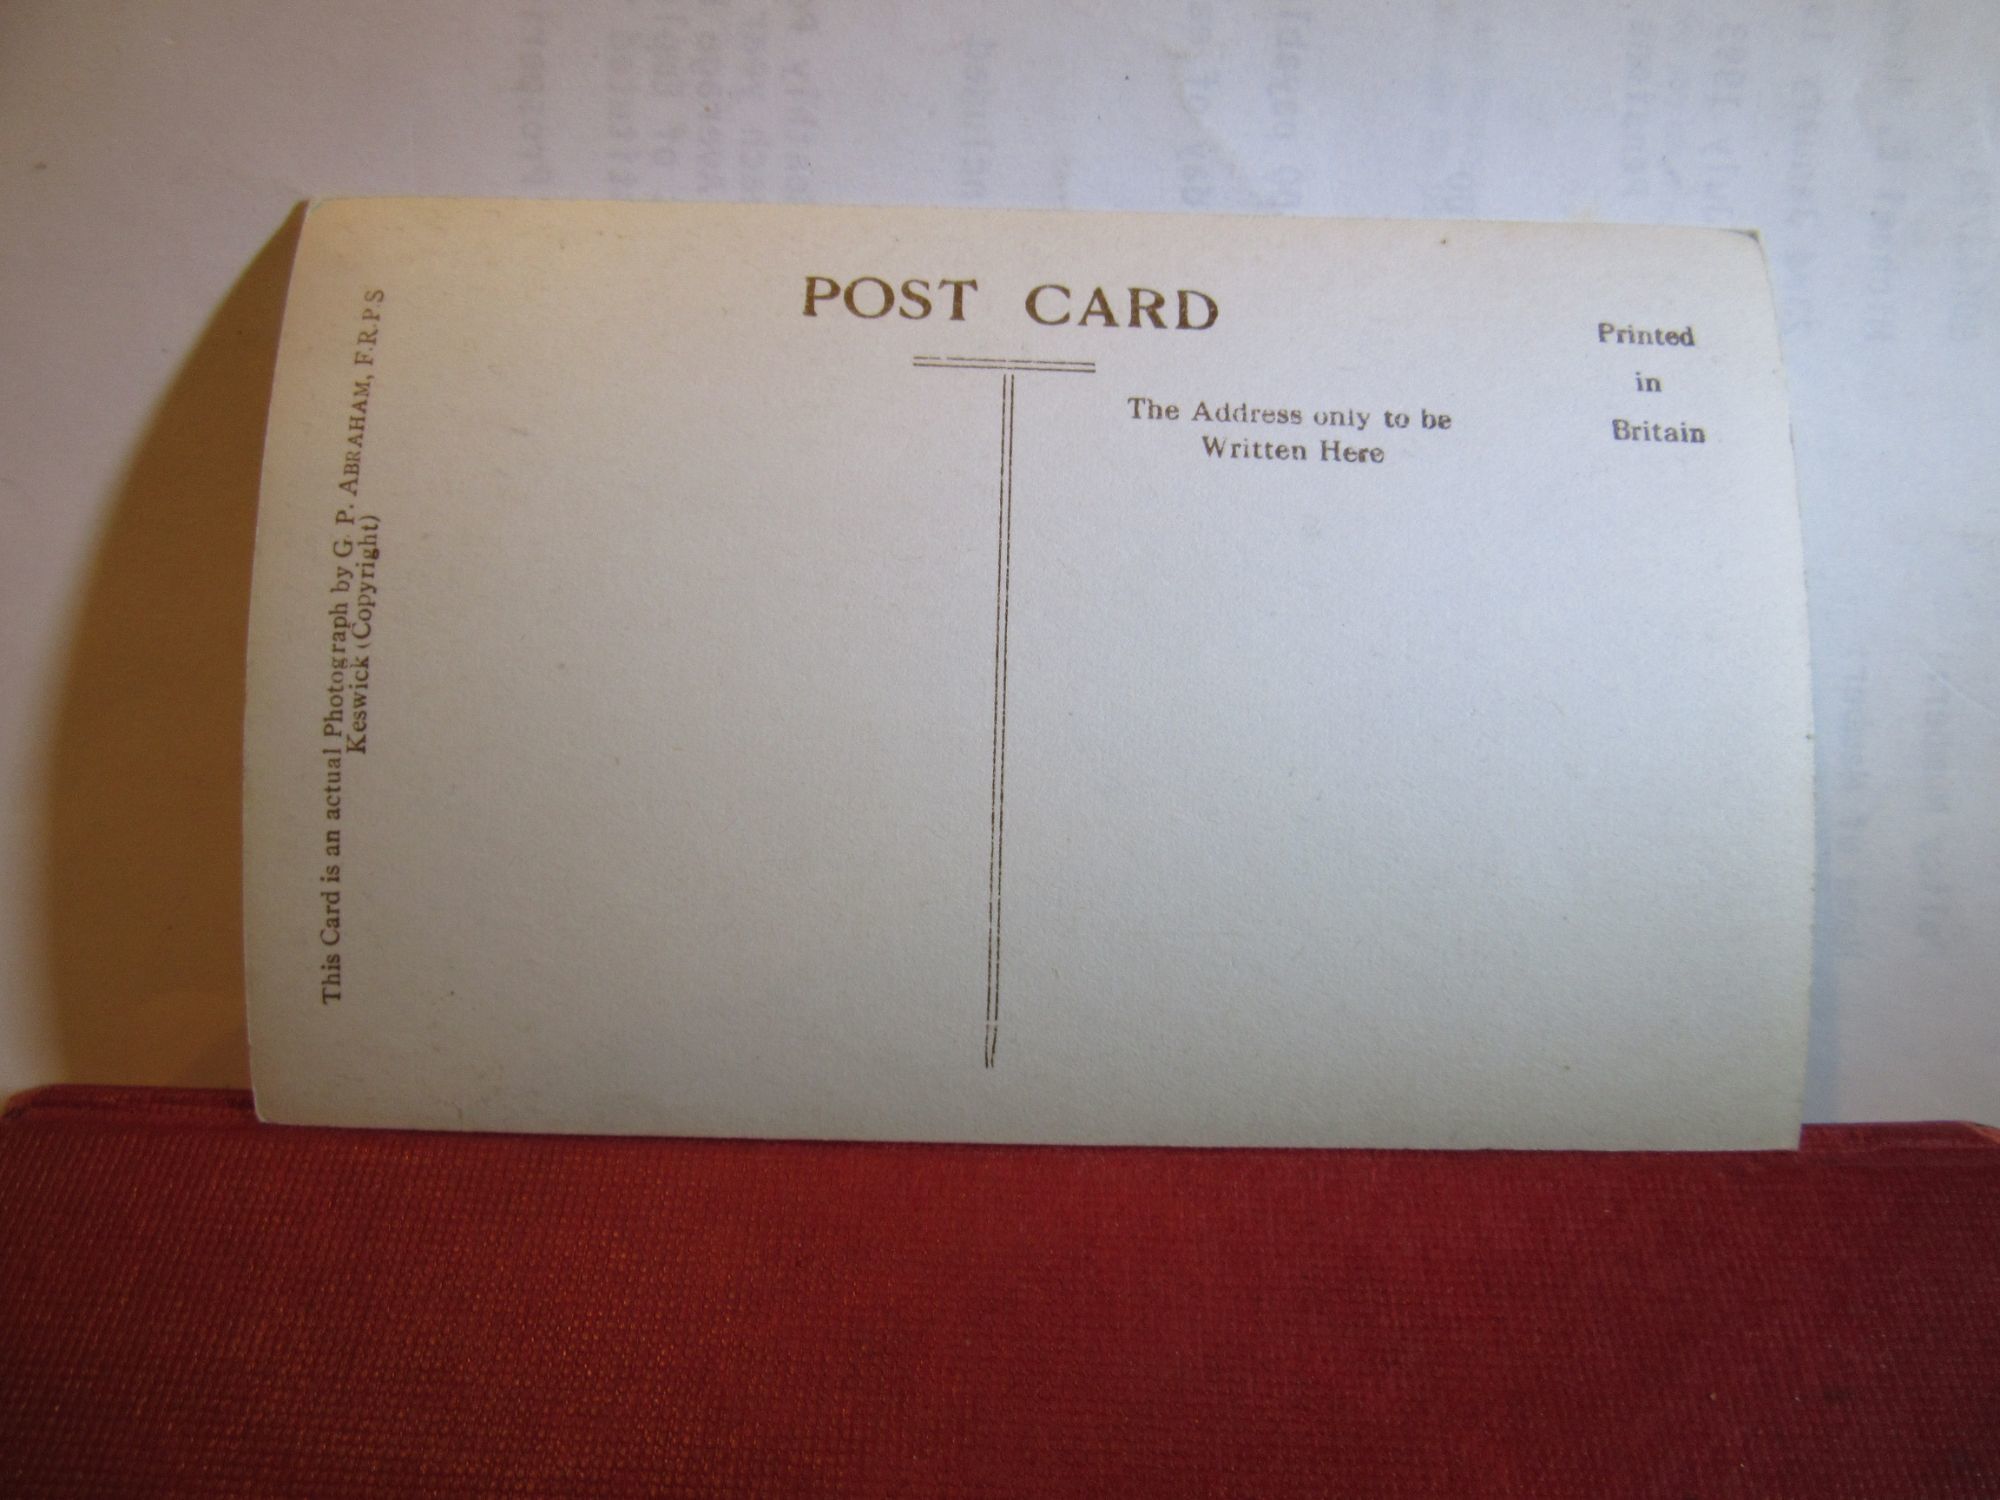 POST CARD
The Address only to be
Written Here
Printed
in
Britain
This Card is an actual Photograph by G. P. ABRAHAM, F.R.P.S
Keswick (Copyright)